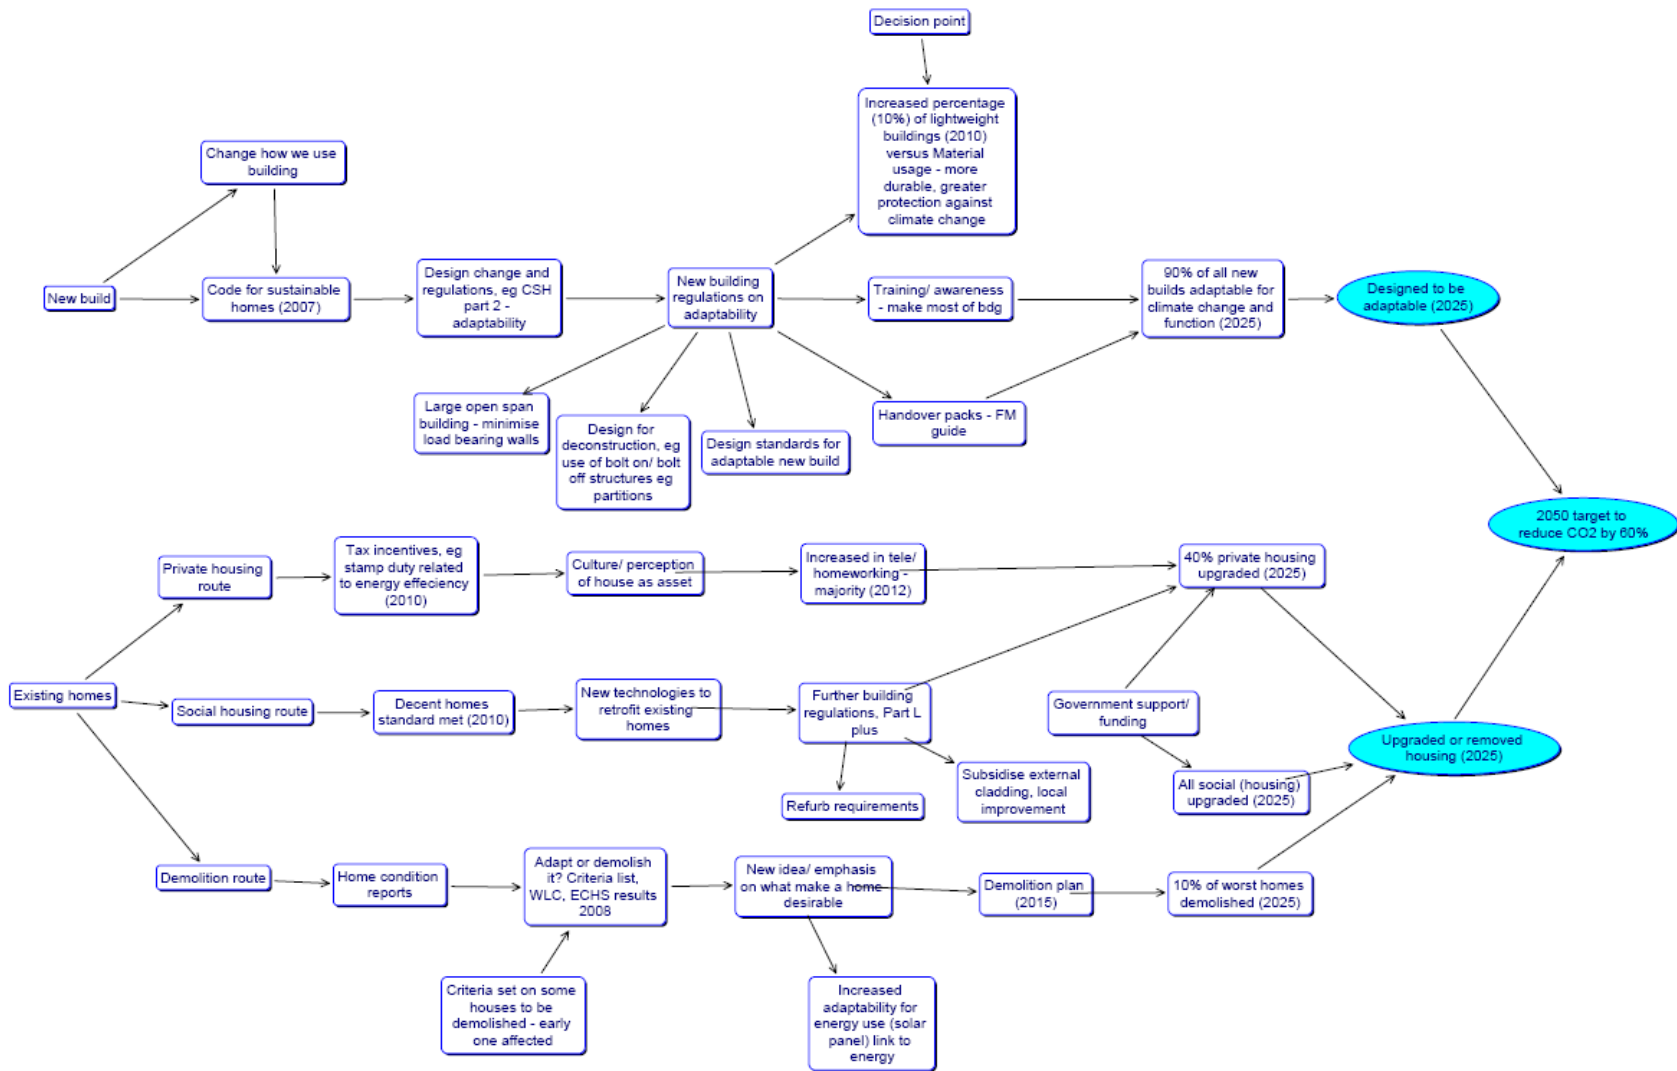 Decision point
Increased percentage
(10%) of lightweight
buildings (2010)
versus Material
usage - more
durable, greater
protection against
climate change
Change how we use
building
New build
Code for sustainable
homes (2007)
Design change and
regulations, eg CSH
part 2 -
adaptability
New building
regulations on
adaptability
Training/ awareness
- make most of bdg
90% of all new
builds adaptable for
climate change and
function (2025)
Designed to be
adaptable (2025)
Large open span
building - minimise
load bearing walls
Design for
deconstruction, eg
use of bolt on/ bolt
off structures eg
partitions
Design standards for
adaptable new build
Handover packs - FM
guide
2050 target to
reduce CO2 by 60%
Private housing
route
Tax incentives, eg
stamp duty related
to energy effeciency
(2010)
Culture/ perception
of house as asset
Increased in tele/
homeworking -
majority (2012)
40% private housing
upgraded (2025)
Existing homes
Social housing route
Decent homes
standard met (2010)
New technologies to
retrofit existing
homes
Further building
regulations, Part L
plus
Government support/
funding
Upgraded or removed
housing (2025)
Refurb requirements
Subsidise external
cladding, local
improvement
All social (housing)
upgraded (2025)
Demolition route
Home condition
reports
Adapt or demolish
it? Criteria list,
WLC, ECHS results
2008
New idea/ emphasis
on what make a home
desirable
Demolition plan
(2015)
10% of worst homes
demolished (2025)
Criteria set on some
houses to be
demolished - early
one affected
Increased
adaptability for
energy use (solar
panel) link to
energy